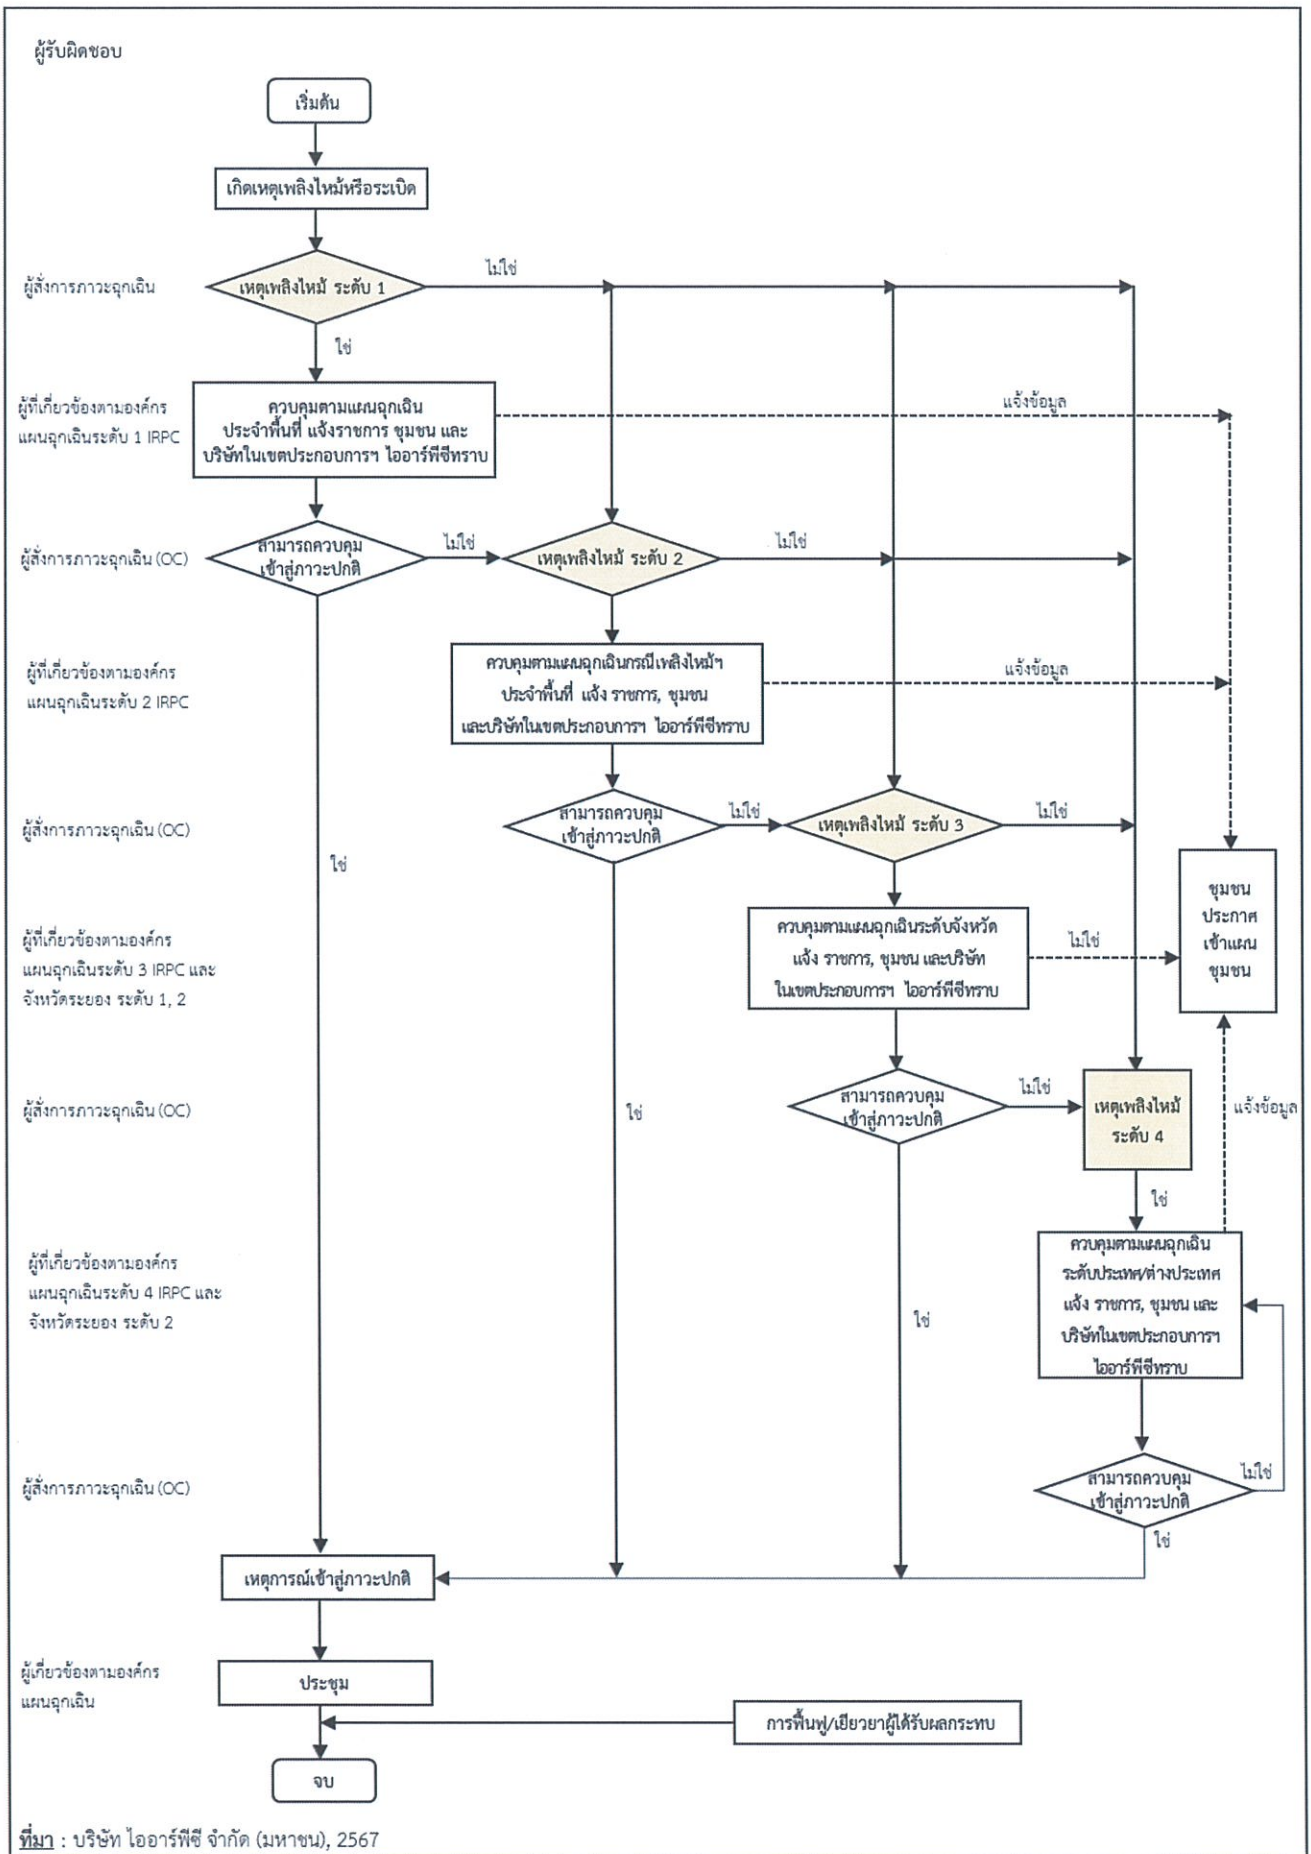 ผู้รับผิดชอบ
เริ่มต้น
เกิดเหตุเพลิงไหม้หรือระเบิด
ไม่ใช่
ผู้สั่งการภาวะฉุกเฉิน
เหตุเพลิงไหม้ ระดับ 1
ใช่
ผู้ที่เกี่ยวข้องตามองค์กร
แผนฉุกเฉินระดับ 1 IRPC
ควบคุมตามแผนฉุกเฉิน
ประจำพื้นที่ แจ้งราชการ ชุมชน และ
บริษัทในเขตประกอบการฯ ไออาร์พีซีทราบ
แจ้งข้อมูล
ผู้สั่งการภาวะฉุกเฉิน (OC)
สามารถควบคุม
เข้าสู่ภาวะปกติ
ไม่ใช่
เหตุเพลิงไหม้ ระดับ 2
ไม่ใช่
ผู้ที่เกี่ยวข้องตามองค์กร
แผนฉุกเฉินระดับ 2 IRPC
ควบคุมตามแผนฉุกเฉินกรณีเพลิงไหม้ฯ
ประจำพื้นที่ แจ้ง ราชการ, ชุมชน
และบริษัทในเขตประกอบการฯ ไออาร์พีซีทราบ
แจ้งข้อมูล
ผู้สั่งการภาวะฉุกเฉิน (OC)
สามารถควบคุม
เข้าสู่ภาวะปกติ
ไม่ใช่
เหตุเพลิงไหม้ ระดับ 3
ไม่ใช่
ใช่
ชุมชน
ประกาศ
เข้าแผน
ชุมชน
ผู้ที่เกี่ยวข้องตามองค์กร
แผนฉุกเฉินระดับ 3 IRPC และ
จังหวัดระยอง ระดับ 1, 2
ควบคุมตามแผนฉุกเฉินระดับจังหวัด
แจ้ง ราชการ, ชุมชน และบริษัท
ในเขตประกอบการฯ ไออาร์พีซีทราบ
ไม่ใช่
ผู้สั่งการภาวะฉุกเฉิน (OC)
ใช่
สามารถควบคุม
เข้าสู่ภาวะปกติ
ไม่ใช่
เหตุเพลิงไหม้
ระดับ 4
แจ้งข้อมูล
ใช่
ผู้ที่เกี่ยวข้องตามองค์กร
แผนฉุกเฉินระดับ 4 IRPC และ
จังหวัดระยอง ระดับ 2
ใช่
ควบคุมตามแผนฉุกเฉิน
ระดับประเทศ/ต่างประเทศ
แจ้ง ราชการ, ชุมชน และ
บริษัทในเขตประกอบการฯ
ไออาร์พีซีทราบ
ผู้สั่งการภาวะฉุกเฉิน (OC)
สามารถควบคุม
เข้าสู่ภาวะปกติ
ไม่ใช่
ใช่
เหตุการณ์เข้าสู่ภาวะปกติ
ผู้เกี่ยวข้องตามองค์กร
แผนฉุกเฉิน
ประชุม
การฟื้นฟู/เยียวยาผู้ได้รับผลกระทบ
จบ
ที่มา : บริษัท ไออาร์พีซี จำกัด (มหาชน), 2567